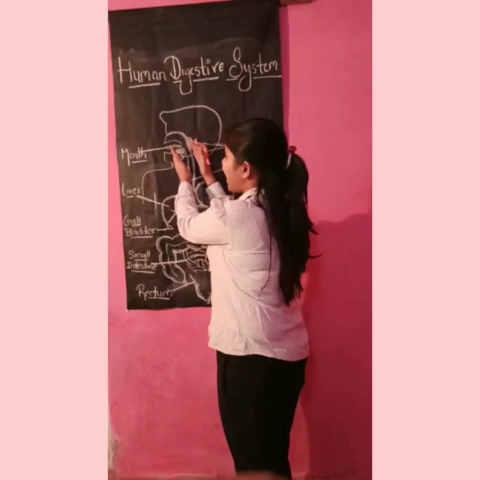 Human Digestive System
Mouth
Liver
Gall
Bladder
Small
Intestine
Rectum